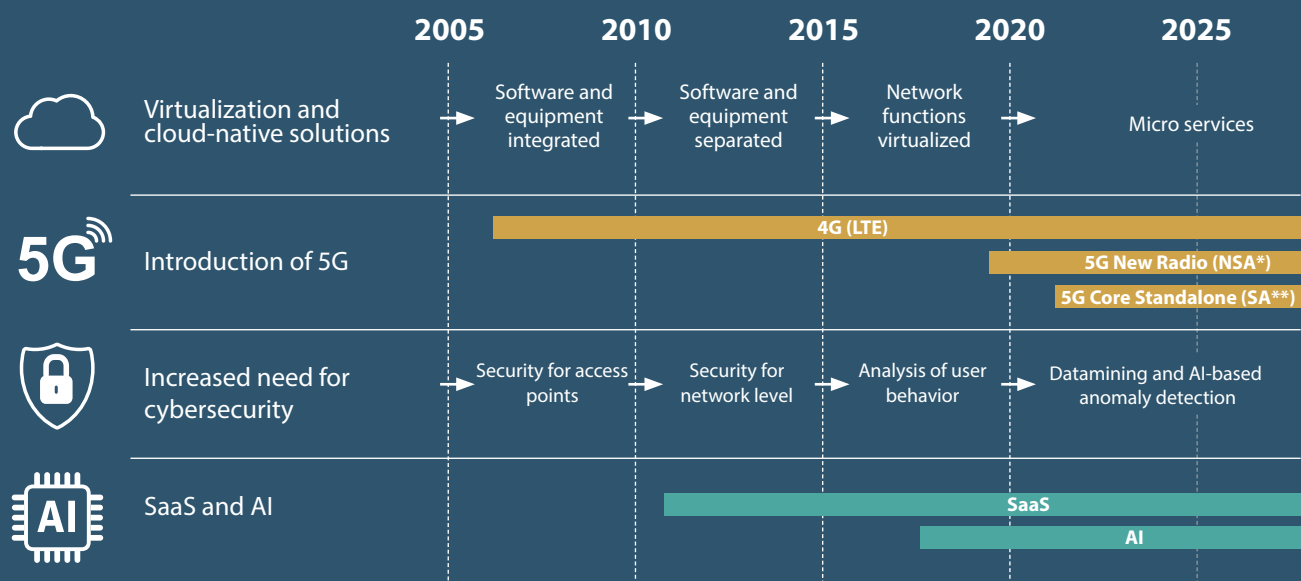 2005 2010 2015 2020 2025
Virtualization and
cloud-native solutions
Software and
equipment
integrated
Software and
equipment
separated
Network
functions
virtualized
Micro services
5G
Introduction of 5G
4G (LTE)
5G New Radio (NSA*)
5G Core Standalone (SA**)
Increased need for
cybersecurity
Security for access
points
Security for
network level
Analysis of user
behavior
Datamining and AI-based
anomaly detection
AI
SaaS and AI
SaaS
AI